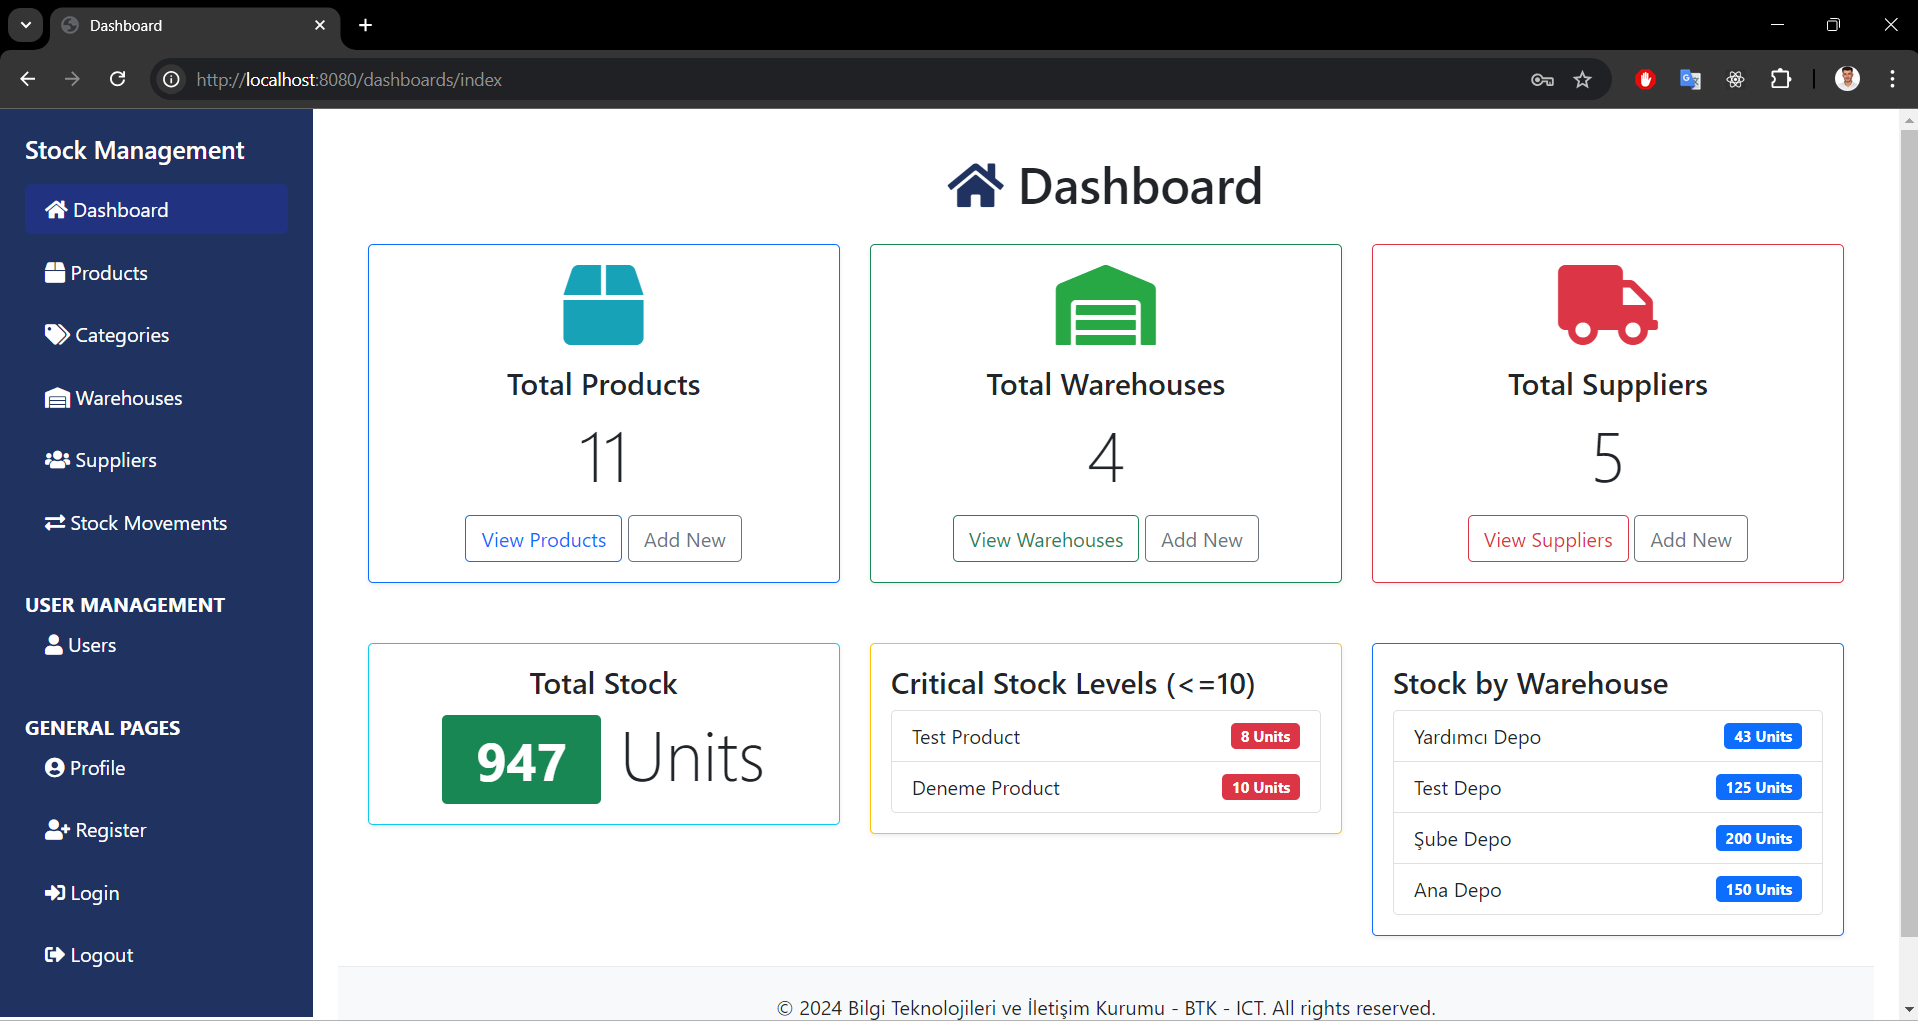 Dashboard
http://localhost:8080/dashboards/index
Stock Management
Dashboard
Products
Categories
Warehouses
Suppliers
Stock Movements
USER MANAGEMENT
Users
GENERAL PAGES
Profile
Register
Login
Logout
Dashboard
Total Products
11
View Products Add New
Total Warehouses
4
View Warehouses Add New
Total Suppliers
5
View Suppliers Add New
Total Stock
947 Units
Critical Stock Levels (<=10)
Test Product 8 Units
Deneme Product 10 Units
Stock by Warehouse
Yardımcı Depo 43 Units
Test Depo 125 Units
Şube Depo 200 Units
Ana Depo 150 Units
© 2024 Bilgi Teknolojileri ve İletişim Kurumu - BTK - ICT. All rights reserved.